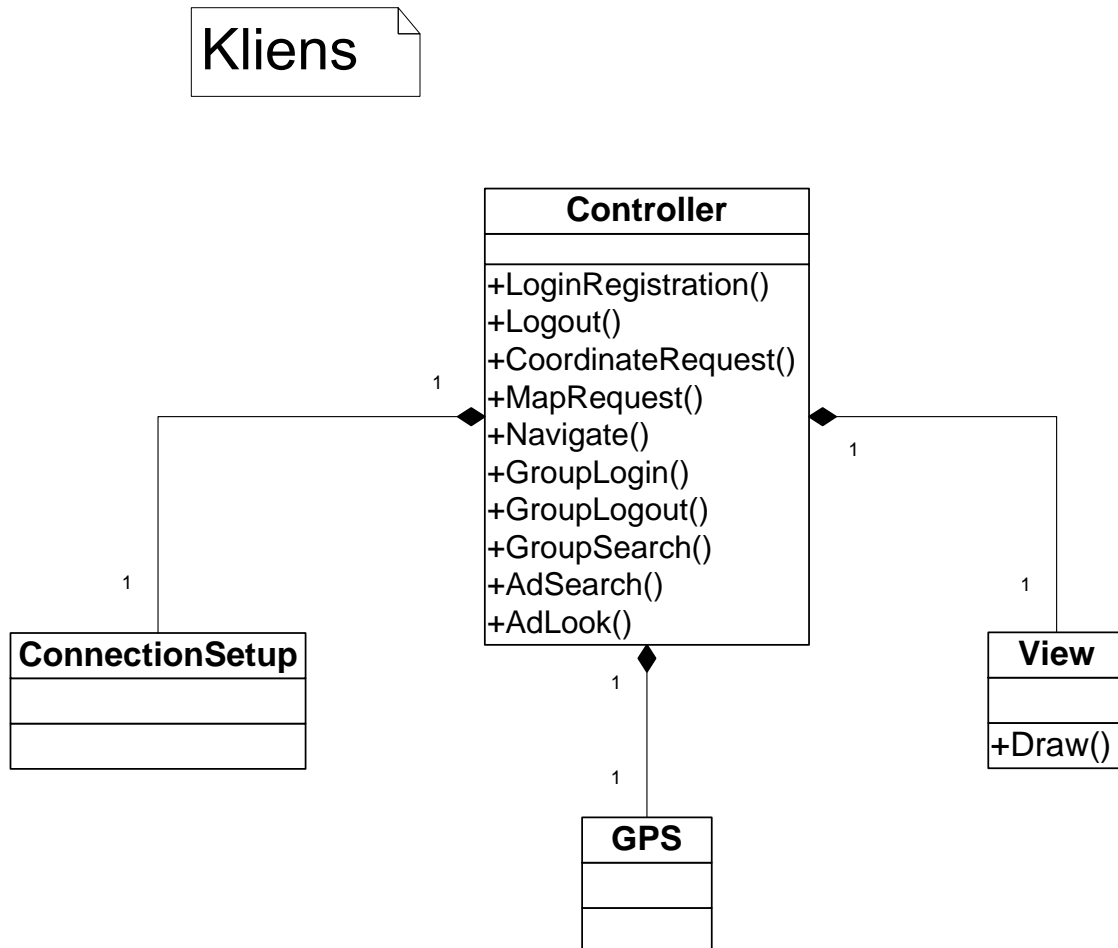 Kliens
Controller
+LoginRegistration()
+Logout()
+CoordinateRequest()
+MapRequest()
+Navigate()
+GroupLogin()
+GroupLogout()
+GroupSearch()
+AdSearch()
+AdLook()
1
1
1
1
ConnectionSetup
View
+Draw()
1
1
GPS